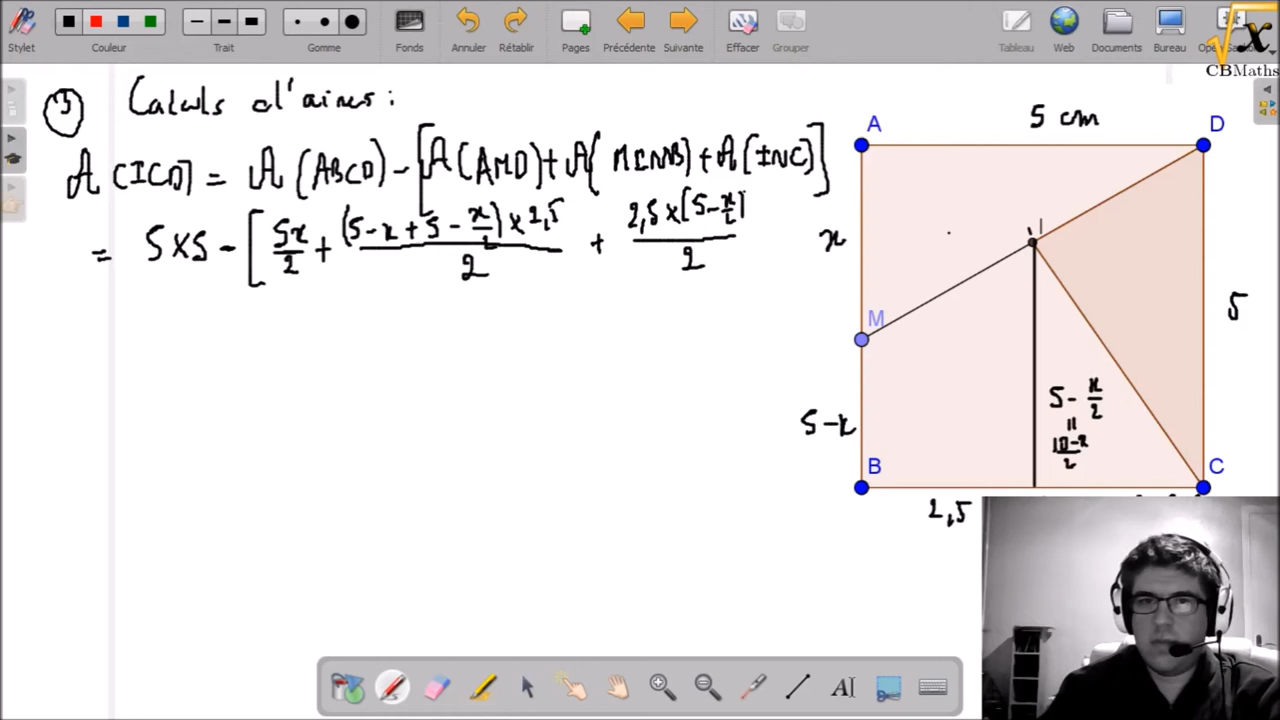 Stylet Couleur Trait Gomme Fonds Annuler Rétablir Pages Précédente Suivante Effacer Grouper Tableau Web Documents Bureau
CBMaths
3 Calculs d'aires :
A (ICD) = A (ABCD) - [A (AMD) + A( MINB) + A (INC)]
= 5×5 - [5x/2 + (5-x+5-x/2)×2,5/2 + 2,5×[5-x/2]/2
5 cm
A D
x
I
M
5
5-x
5-x/2
=
10-x/2
B C
2,5